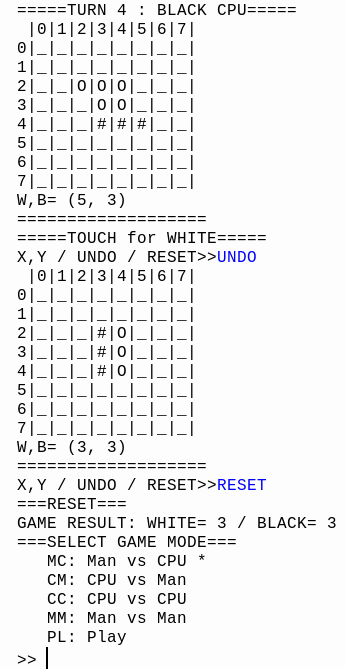 =====TURN 4 : BLACK CPU=====
 |0|1|2|3|4|5|6|7|
0|_|_|_|_|_|_|_|_|
1|_|_|_|_|_|_|_|_|
2|_|_|O|O|O|_|_|_|
3|_|_|_|O|O|_|_|_|
4|_|_|_|#|#|#|_|_|
5|_|_|_|_|_|_|_|_|
6|_|_|_|_|_|_|_|_|
7|_|_|_|_|_|_|_|_|
W,B= (5, 3)
===================
=====TOUCH for WHITE=====
X,Y / UNDO / RESET>>UNDO
 |0|1|2|3|4|5|6|7|
0|_|_|_|_|_|_|_|_|
1|_|_|_|_|_|_|_|_|
2|_|_|_|#|O|_|_|_|
3|_|_|_|#|O|_|_|_|
4|_|_|_|#|O|_|_|_|
5|_|_|_|_|_|_|_|_|
6|_|_|_|_|_|_|_|_|
7|_|_|_|_|_|_|_|_|
W,B= (3, 3)
===================
X,Y / UNDO / RESET>>RESET
===RESET===
GAME RESULT: WHITE= 3 / BLACK= 3
===SELECT GAME MODE===
   MC: Man vs CPU *
   CM: CPU vs Man
   CC: CPU vs CPU
   MM: Man vs Man
   PL: Play
>>